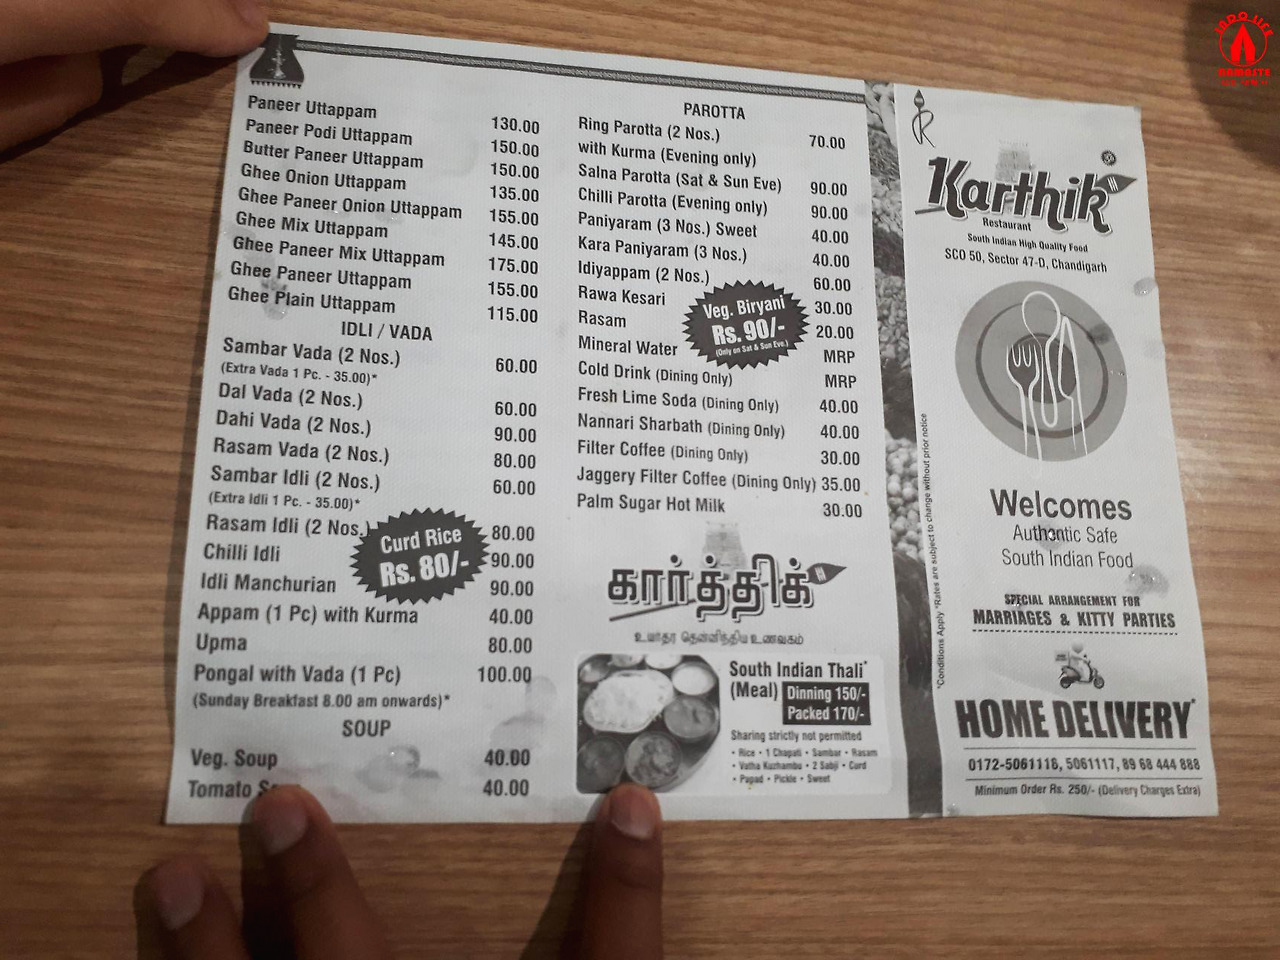 Paneer Uttappam 130.00
Paneer Podi Uttappam 150.00
Butter Paneer Uttappam 150.00
Ghee Onion Uttappam 135.00
Ghee Paneer Onion Uttappam 155.00
Ghee Mix Uttappam 145.00
Ghee Paneer Mix Uttappam 175.00
Ghee Paneer Uttappam 155.00
Ghee Plain Uttappam 115.00
IDLI / VADA
Sambar Vada (2 Nos.) 60.00
(Extra Vada 1 Pc. - 35.00)*
Dal Vada (2 Nos.) 60.00
Dahi Vada (2 Nos.) 90.00
Rasam Vada (2 Nos.) 80.00
Sambar Idli (2 Nos.) 60.00
(Extra Idli 1 Pc. - 35.00)*
Rasam Idli (2 Nos.) 80.00
Chilli Idli 90.00
Idli Manchurian 90.00
Curd Rice
Rs. 80/-
Appam (1 Pc) with Kurma 40.00
Upma 80.00
Pongal with Vada (1 Pc) 100.00
(Sunday Breakfast 8.00 am onwards)*
SOUP
Veg. Soup 40.00
Tomato 40.00
PAROTTA
Ring Parotta (2 Nos.) 70.00
with Kurma (Evening only)
Salna Parotta (Sat & Sun Eve) 90.00
Chilli Parotta (Evening only) 90.00
Paniyaram (3 Nos.) Sweet 40.00
Kara Paniyaram (3 Nos.) 40.00
Idiyappam (2 Nos.) 60.00
Rawa Kesari 30.00
Rasam 20.00
Mineral Water MRP
Cold Drink (Dining Only) MRP
Veg. Biryani
Rs. 90/-
(Only on Sat & Sun Eve.)
Fresh Lime Soda (Dining Only) 40.00
Nannari Sharbath (Dining Only) 40.00
Filter Coffee (Dining Only) 30.00
Jaggery Filter Coffee (Dining Only) 35.00
Palm Sugar Hot Milk 30.00
கார்த்திக்
உயர்தர தென்னிந்திய உணவகம்
South Indian Thali*
(Meal) Dinning 150/-
Packed 170/-
Sharing strictly not permitted
• Rice • 1 Chapati • Sambar • Rasam
• Vatha Kuzhambu • 2 Sabji • Curd
• Papad • Pickle • Sweet
*Conditions Apply *Rates are subject to change without prior notice
Karthik
Restaurant
South Indian High Quality Food
SCO 50, Sector 47-D, Chandigarh
Welcomes
Authentic Safe
South Indian Food
SPECIAL ARRANGEMENT FOR
MARRIAGES & KITTY PARTIES
HOME DELIVERY*
0172-5061118, 5061117, 89 68 444 888
Minimum Order Rs. 250/- (Delivery Charges Extra)
INDO LIFE
NAMASTE